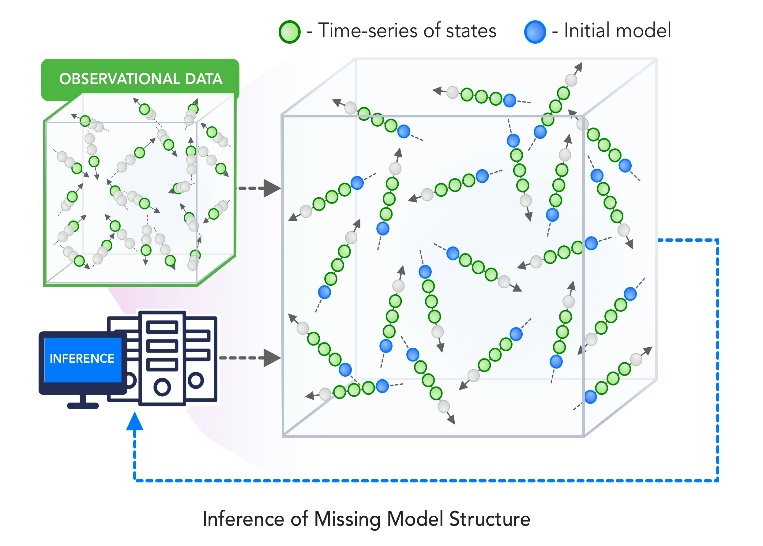 - Time-series of states
- Initial model
OBSERVATIONAL DATA
INFERENCE
Inference of Missing Model Structure